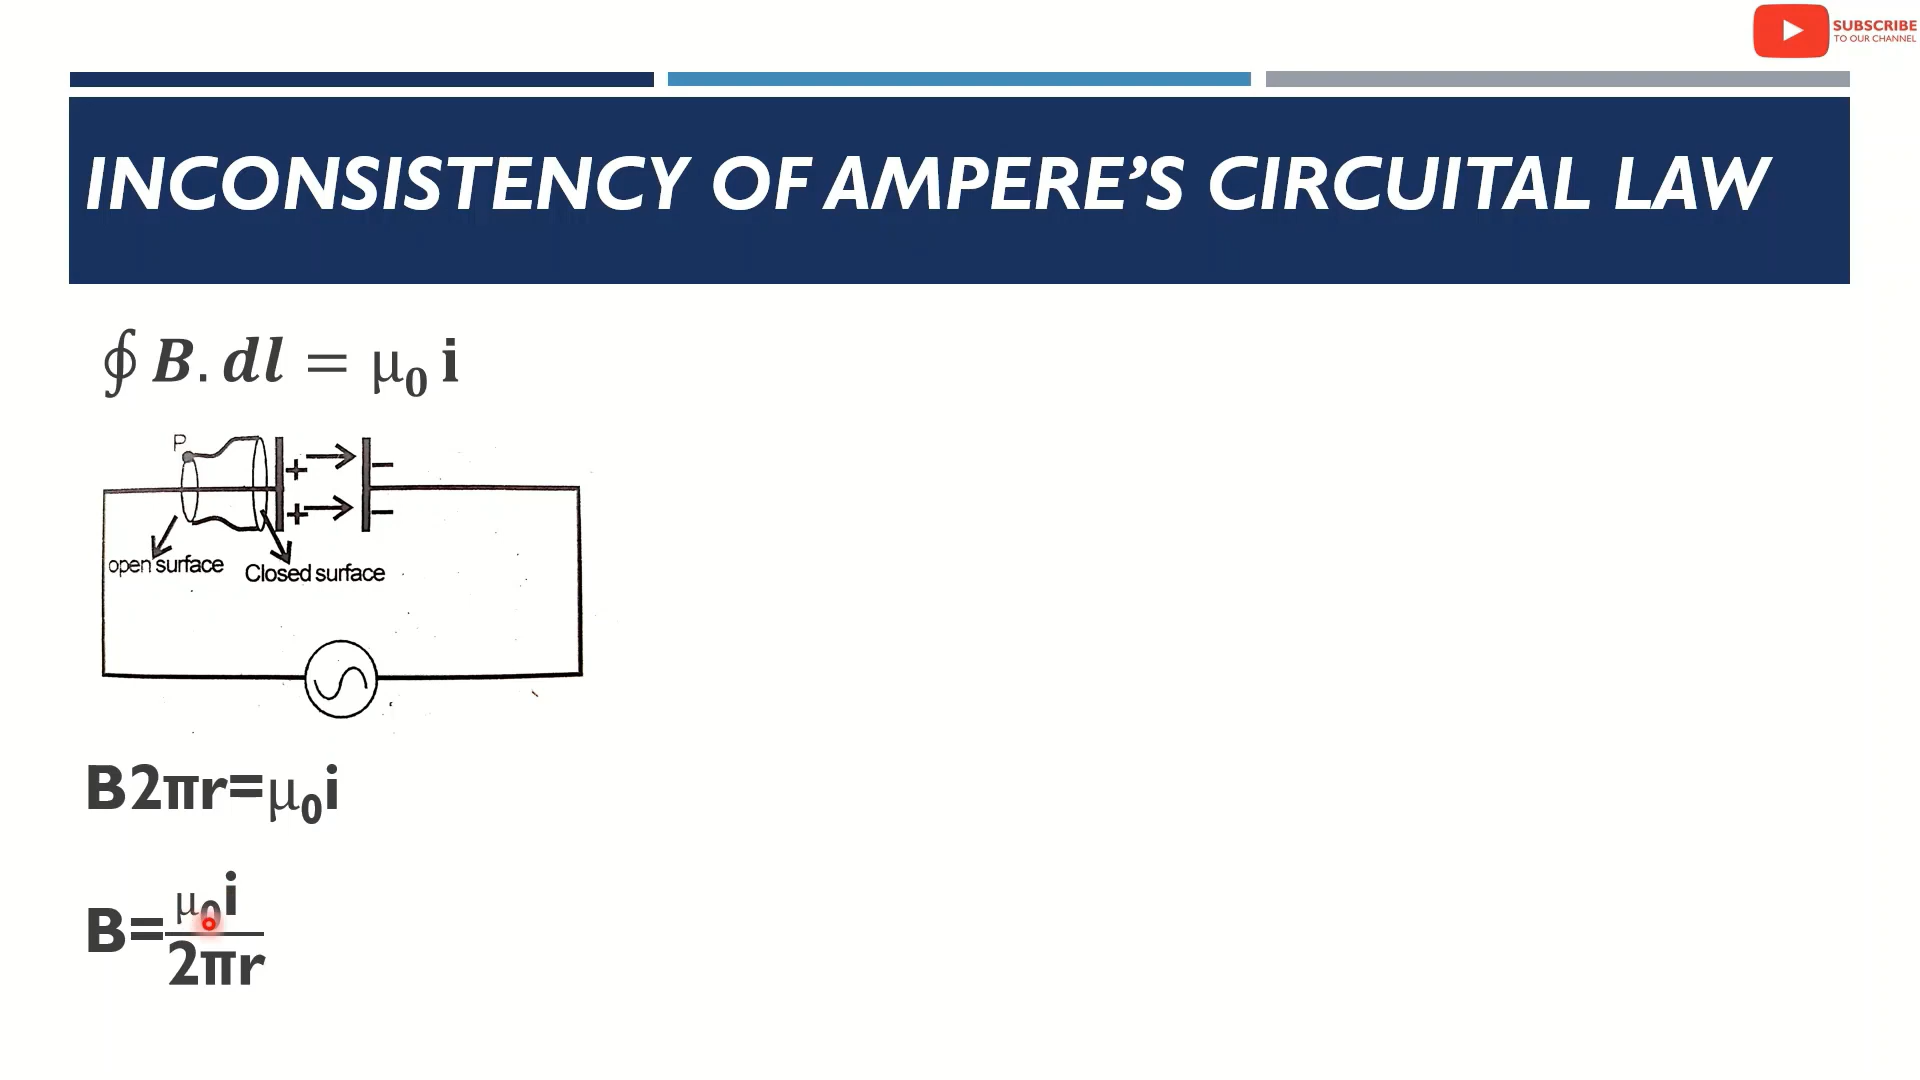 SUBSCRIBE
TO OUR CHANNEL
INCONSISTENCY OF AMPERE’S CIRCUITAL LAW
∮ B. dl = μ₀ i
P
+ −
+ −
open surface
Closed surface
B2πr=μ₀i
B=μ₀i/2πr